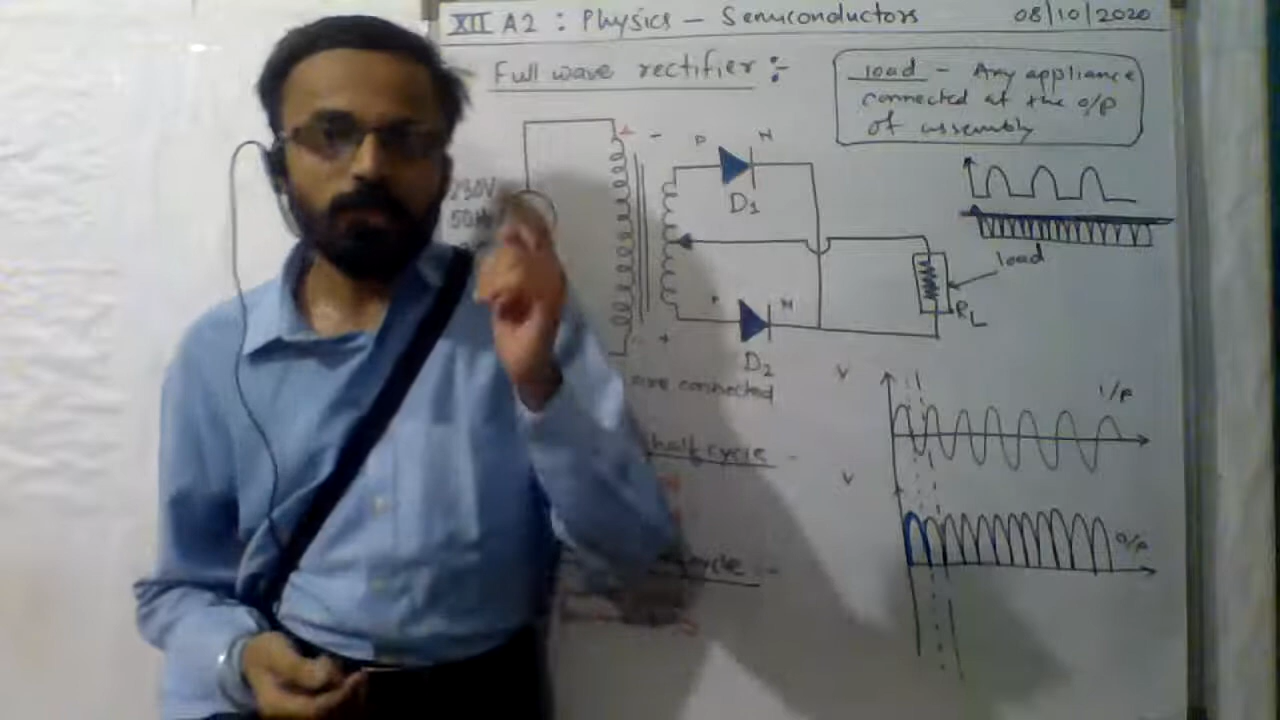 XII A2 : Physics - Semiconductors 08/10/2020
Full wave rectifier :-
load - Any appliance
connected at the o/p
of assembly
+ -
P N
D1
230V
50H
load
RL
P N
+
D2
are connected
V
I/P
half cycle -
V
O/P
cycle :-